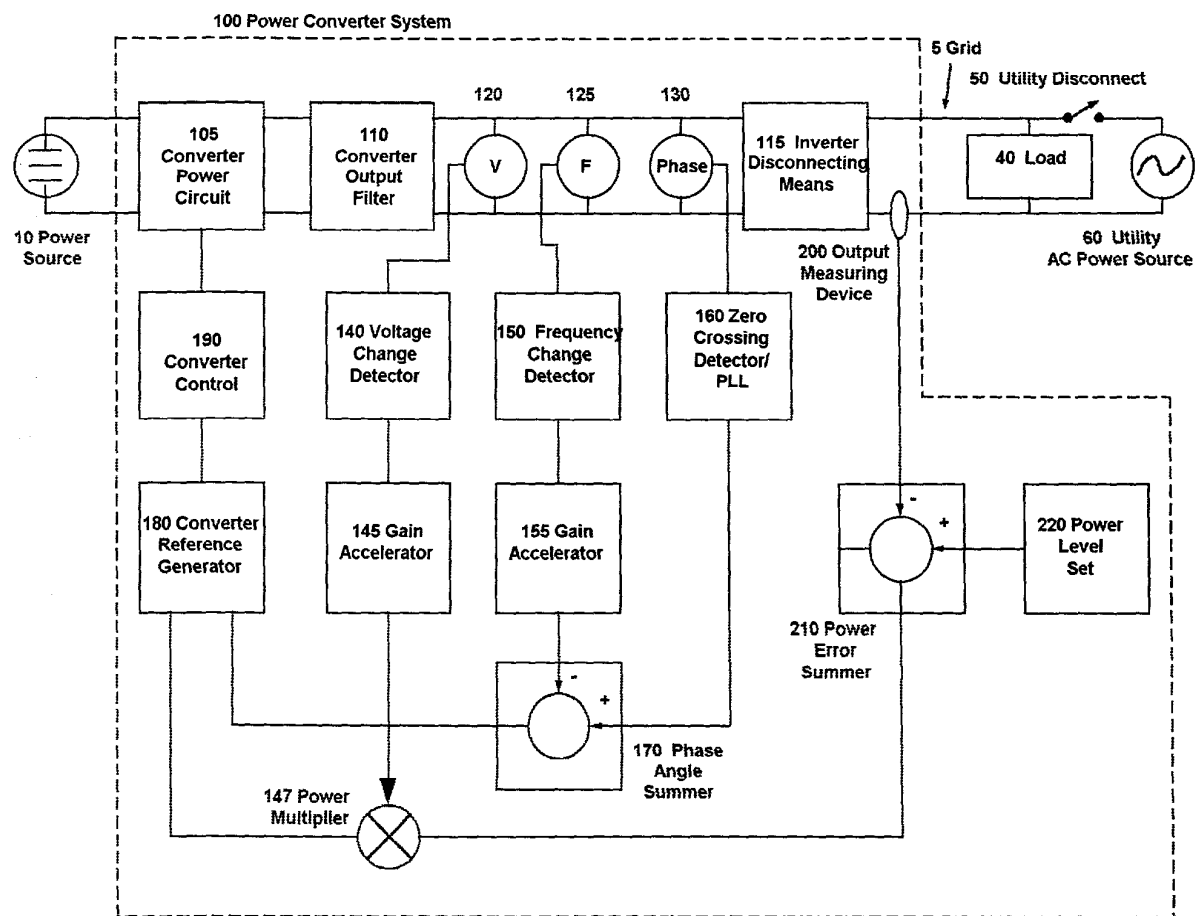 100 Power Converter System
5 Grid
50 Utility Disconnect
120
125
130
105
Converter
Power
Circuit
110
Converter
Output
Filter
V
F
Phase
115 Inverter
Disconnecting
Means
40 Load
10 Power
Source
200 Output
Measuring
Device
60 Utility
AC Power Source
190
Converter
Control
140 Voltage
Change
Detector
150 Frequency
Change
Detector
160 Zero
Crossing
Detector/
PLL
180 Converter
Reference
Generator
145 Gain
Accelerator
155 Gain
Accelerator
-
+
220 Power
Level
Set
210 Power
Error
Summer
-
+
170 Phase
Angle
Summer
147 Power
Multiplier